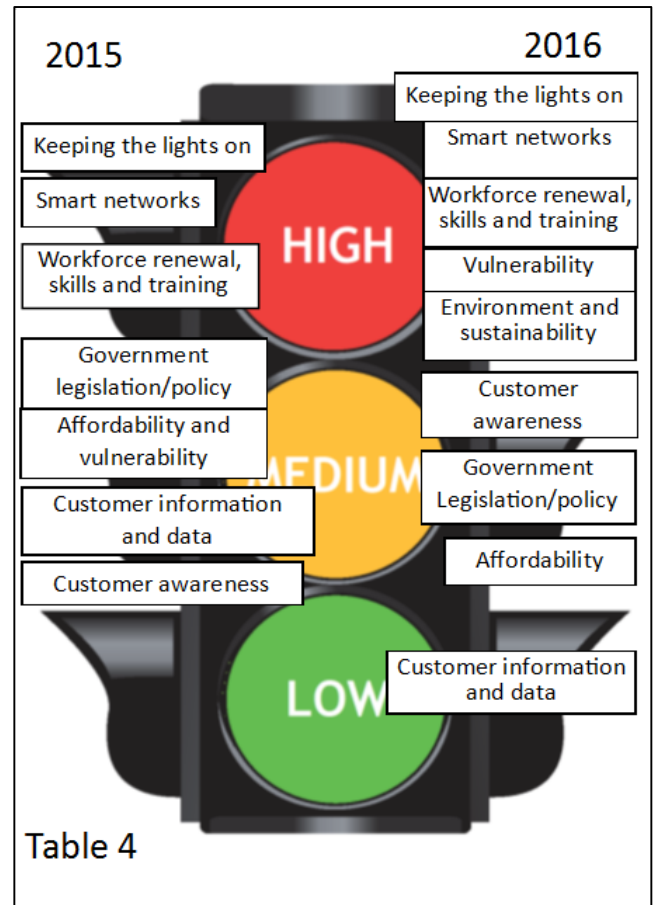 2015
Keeping the lights on
Smart networks
Workforce renewal,
skills and training
Government
legislation/policy
Affordability and
vulnerability
Customer information
and data
Customer awareness
HIGH
MEDIUM
LOW
2016
Keeping the lights on
Smart networks
Workforce renewal,
skills and training
Vulnerability
Environment and
sustainability
Customer
awareness
Government
Legislation/policy
Affordability
Customer information
and data
Table 4